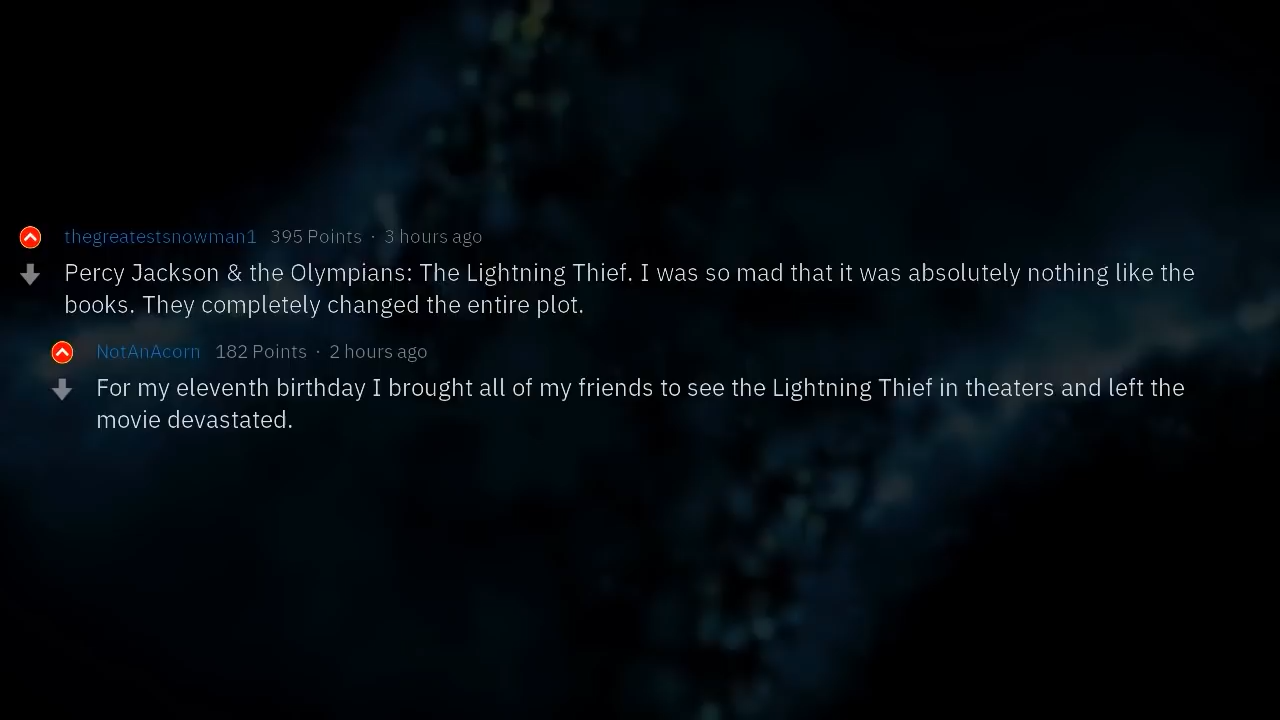 thegreatestsnowman1 395 Points · 3 hours ago
Percy Jackson & the Olympians: The Lightning Thief. I was so mad that it was absolutely nothing like the
books. They completely changed the entire plot.
NotAnAcorn 182 Points · 2 hours ago
For my eleventh birthday I brought all of my friends to see the Lightning Thief in theaters and left the
movie devastated.